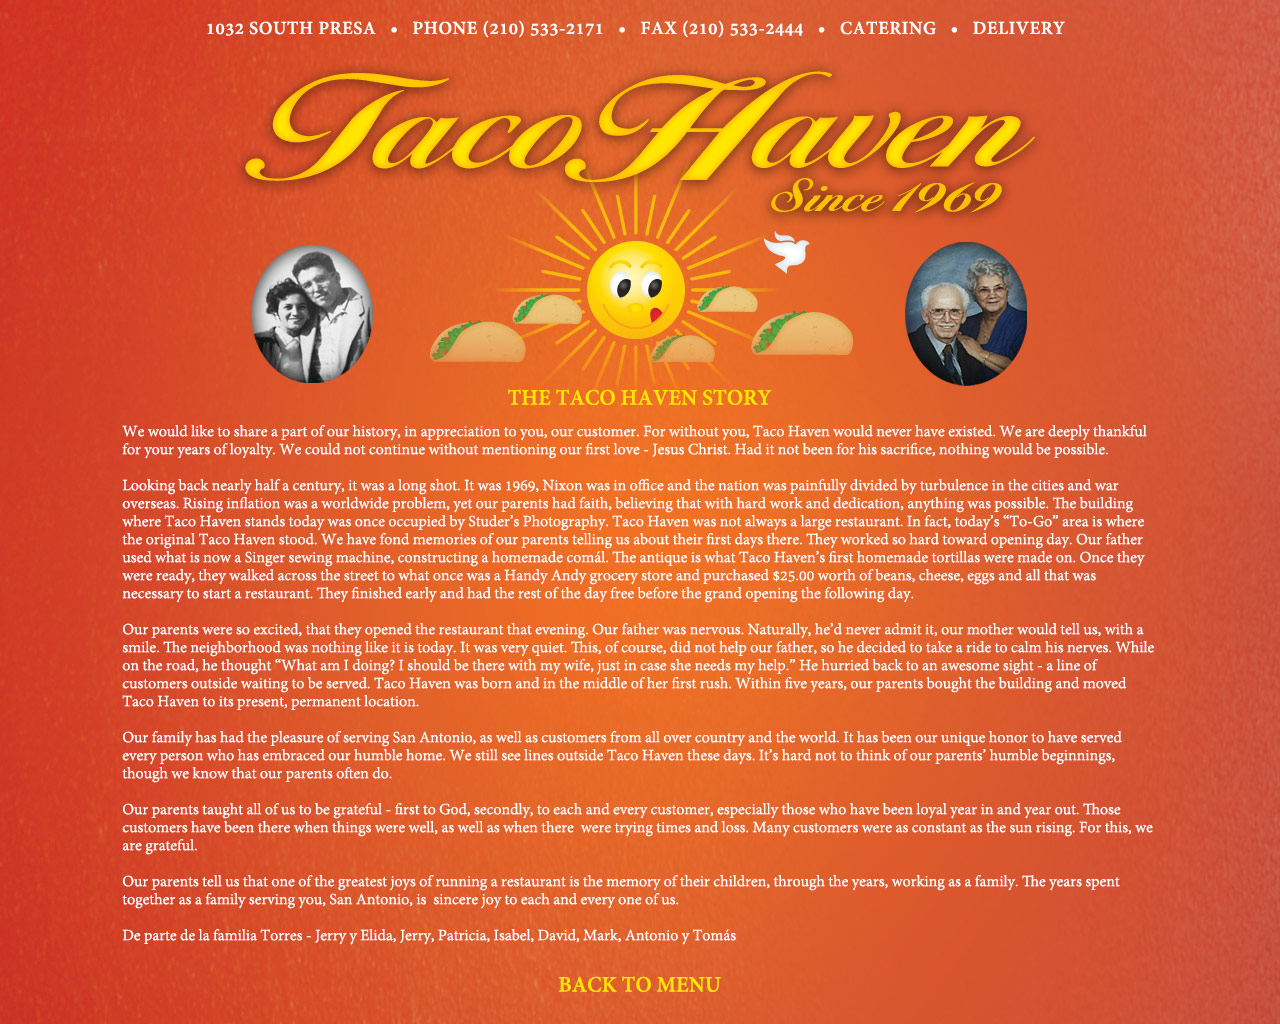 1032 SOUTH PRESA • PHONE (210) 533-2171 • FAX (210) 533-2444 • CATERING • DELIVERY
Taco Haven
Since 1969
THE TACO HAVEN STORY
We would like to share a part of our history, in appreciation to you, our customer. For without you, Taco Haven would never have existed. We are deeply thankful
for your years of loyalty. We could not continue without mentioning our first love - Jesus Christ. Had it not been for his sacrifice, nothing would be possible.
Looking back nearly half a century, it was a long shot. It was 1969, Nixon was in office and the nation was painfully divided by turbulence in the cities and war
overseas. Rising inflation was a worldwide problem, yet our parents had faith, believing that with hard work and dedication, anything was possible. The building
where Taco Haven stands today was once occupied by Studer's Photography. Taco Haven was not always a large restaurant. In fact, today's “To-Go” area is where
the original Taco Haven stood. We have fond memories of our parents telling us about their first days there. They worked so hard toward opening day. Our father
used what is now a Singer sewing machine, constructing a homemade comál. The antique is what Taco Haven's first homemade tortillas were made on. Once they
were ready, they walked across the street to what once was a Handy Andy grocery store and purchased $25.00 worth of beans, cheese, eggs and all that was
necessary to start a restaurant. They finished early and had the rest of the day free before the grand opening the following day.
Our parents were so excited, that they opened the restaurant that evening. Our father was nervous. Naturally, he'd never admit it, our mother would tell us, with a
smile. The neighborhood was nothing like it is today. It was very quiet. This, of course, did not help our father, so he decided to take a ride to calm his nerves. While
on the road, he thought “What am I doing? I should be there with my wife, just in case she needs my help.” He hurried back to an awesome sight - a line of
customers outside waiting to be served. Taco Haven was born and in the middle of her first rush. Within five years, our parents bought the building and moved
Taco Haven to its present, permanent location.
Our family has had the pleasure of serving San Antonio, as well as customers from all over country and the world. It has been our unique honor to have served
every person who has embraced our humble home. We still see lines outside Taco Haven these days. It's hard not to think of our parents' humble beginnings,
though we know that our parents often do.
Our parents taught all of us to be grateful - first to God, secondly, to each and every customer, especially those who have been loyal year in and year out. Those
customers have been there when things were well, as well as when there were trying times and loss. Many customers were as constant as the sun rising. For this, we
are grateful.
Our parents tell us that one of the greatest joys of running a restaurant is the memory of their children, through the years, working as a family. The years spent
together as a family serving you, San Antonio, is sincere joy to each and every one of us.
De parte de la familia Torres - Jerry y Elida, Jerry, Patricia, Isabel, David, Mark, Antonio y Tomás
BACK TO MENU